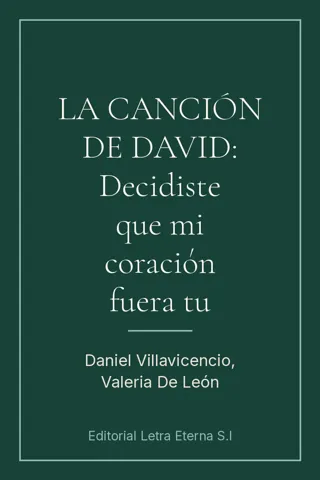 LA CANCIÓN
DE DAVID:
Decidiste
que mi
coración
fuera tu
Daniel Villavicencio,
Valeria De León
Editorial Letra Eterna S.I